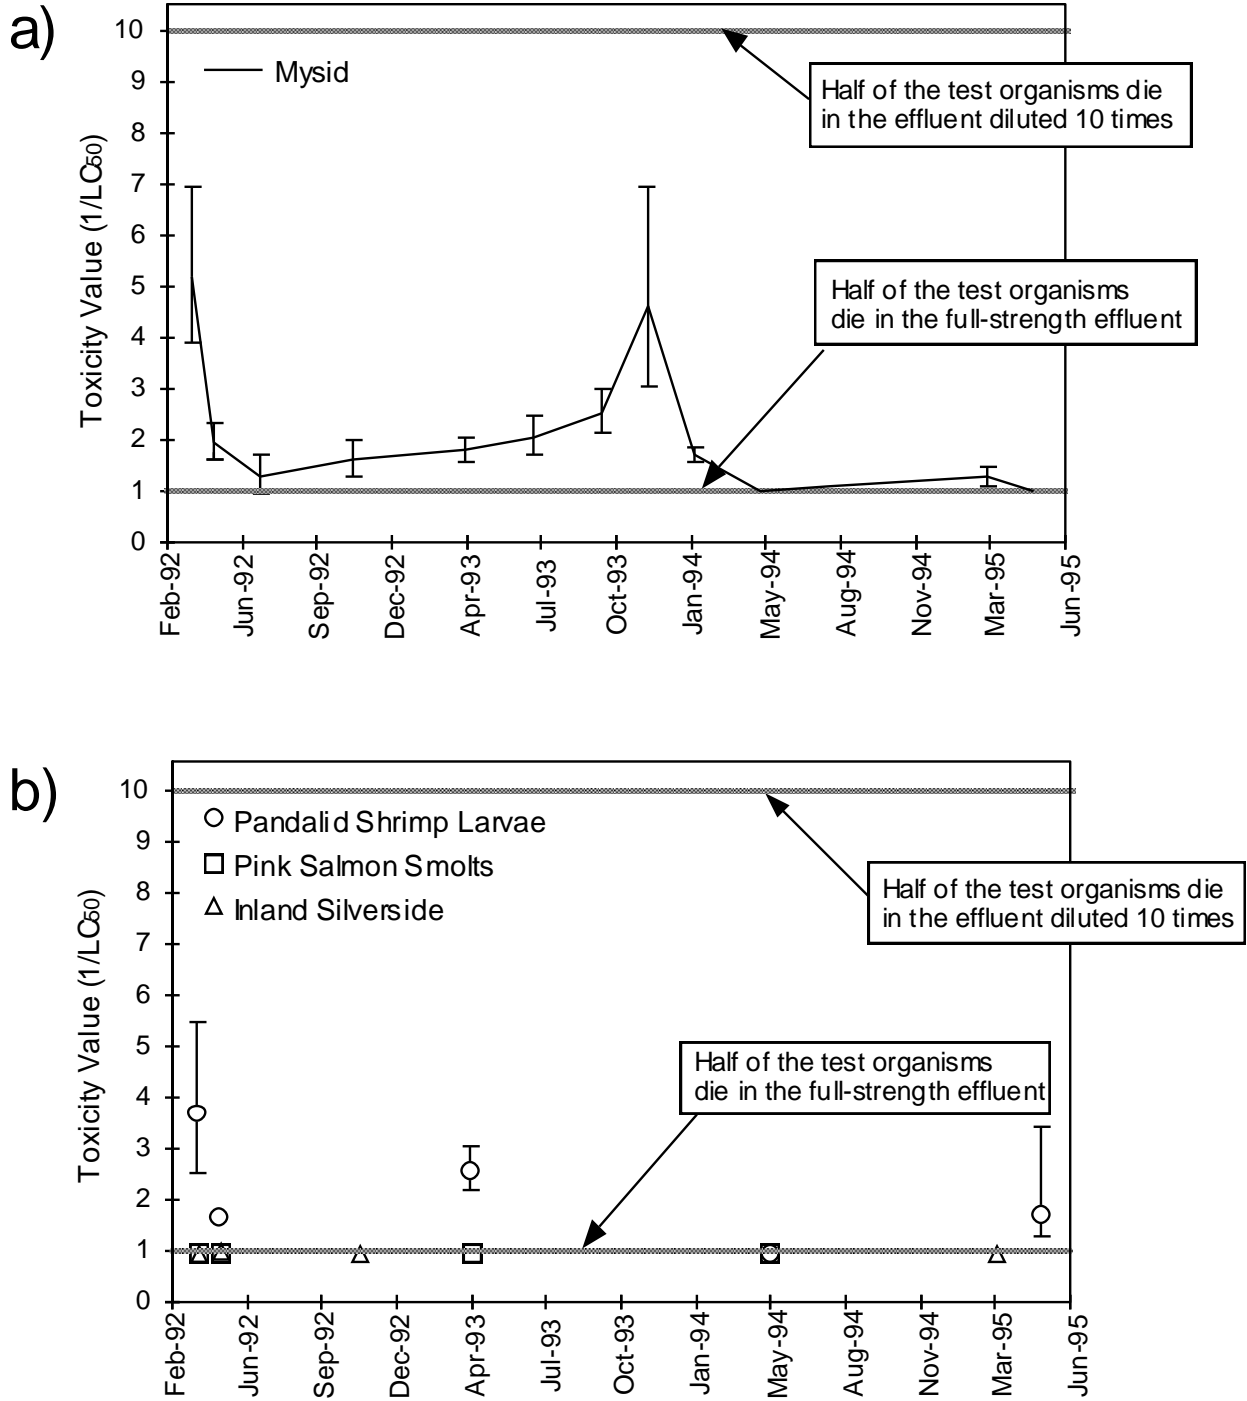 a)
10
9
8
7
6
5
4
3
2
1
0
Toxicity Value (1/LC50)
Mysid
Half of the test organisms die
in the effluent diluted 10 times
Half of the test organisms
die in the full-strength effluent
Feb-92
Jun-92
Sep-92
Dec-92
Apr-93
Jul-93
Oct-93
Jan-94
May-94
Aug-94
Nov-94
Mar-95
Jun-95
b)
10
9
8
7
6
5
4
3
2
1
0
Toxicity Value (1/LC50)
Pandalid Shrimp Larvae
Pink Salmon Smolts
Inland Silverside
Half of the test organisms die
in the effluent diluted 10 times
Half of the test organisms
die in the full-strength effluent
Feb-92
Jun-92
Sep-92
Dec-92
Apr-93
Jul-93
Oct-93
Jan-94
May-94
Aug-94
Nov-94
Mar-95
Jun-95